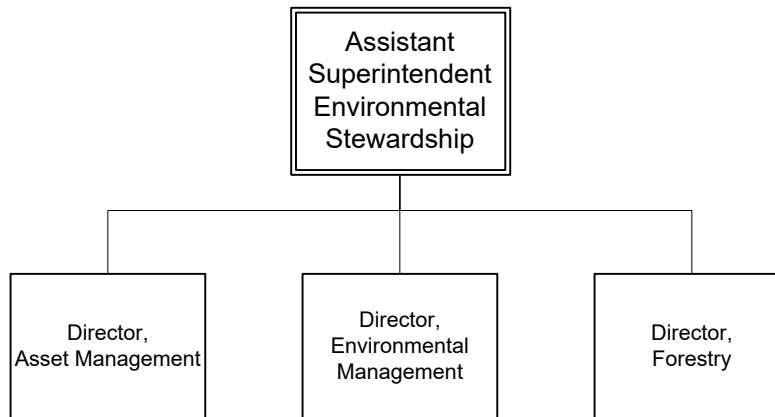 Assistant
Superintendent
Environmental
Stewardship
Director,
Asset Management
Director,
Environmental
Management
Director,
Forestry